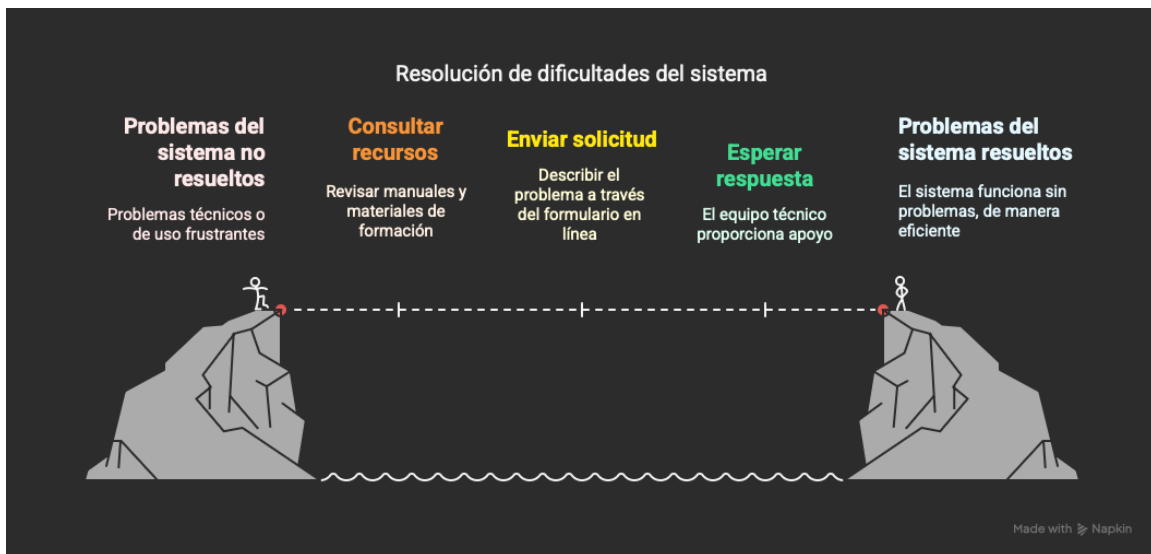 Resolución de dificultades del sistema
Problemas del
sistema no
resueltos
Problemas técnicos o
de uso frustrantes
Consultar
recursos
Revisar manuales y
materiales de
formación
Enviar solicitud
Describir el
problema a través
del formulario en
línea
Esperar
respuesta
El equipo técnico
proporciona apoyo
Problemas del
sistema resueltos
El sistema funciona sin
problemas, de manera
eficiente
Made with Napkin